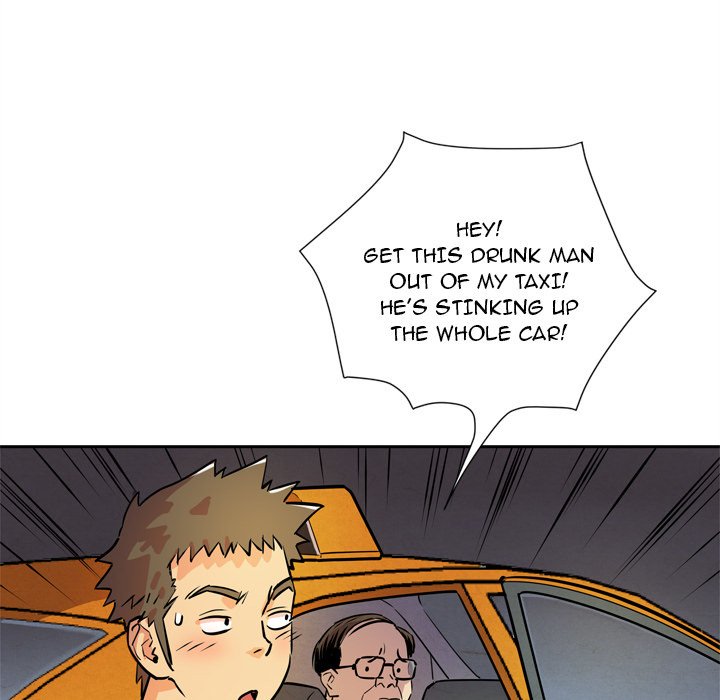 HEY!
GET THIS DRUNK MAN
OUT OF MY TAXI!
HE'S STINKING UP
THE WHOLE CAR!